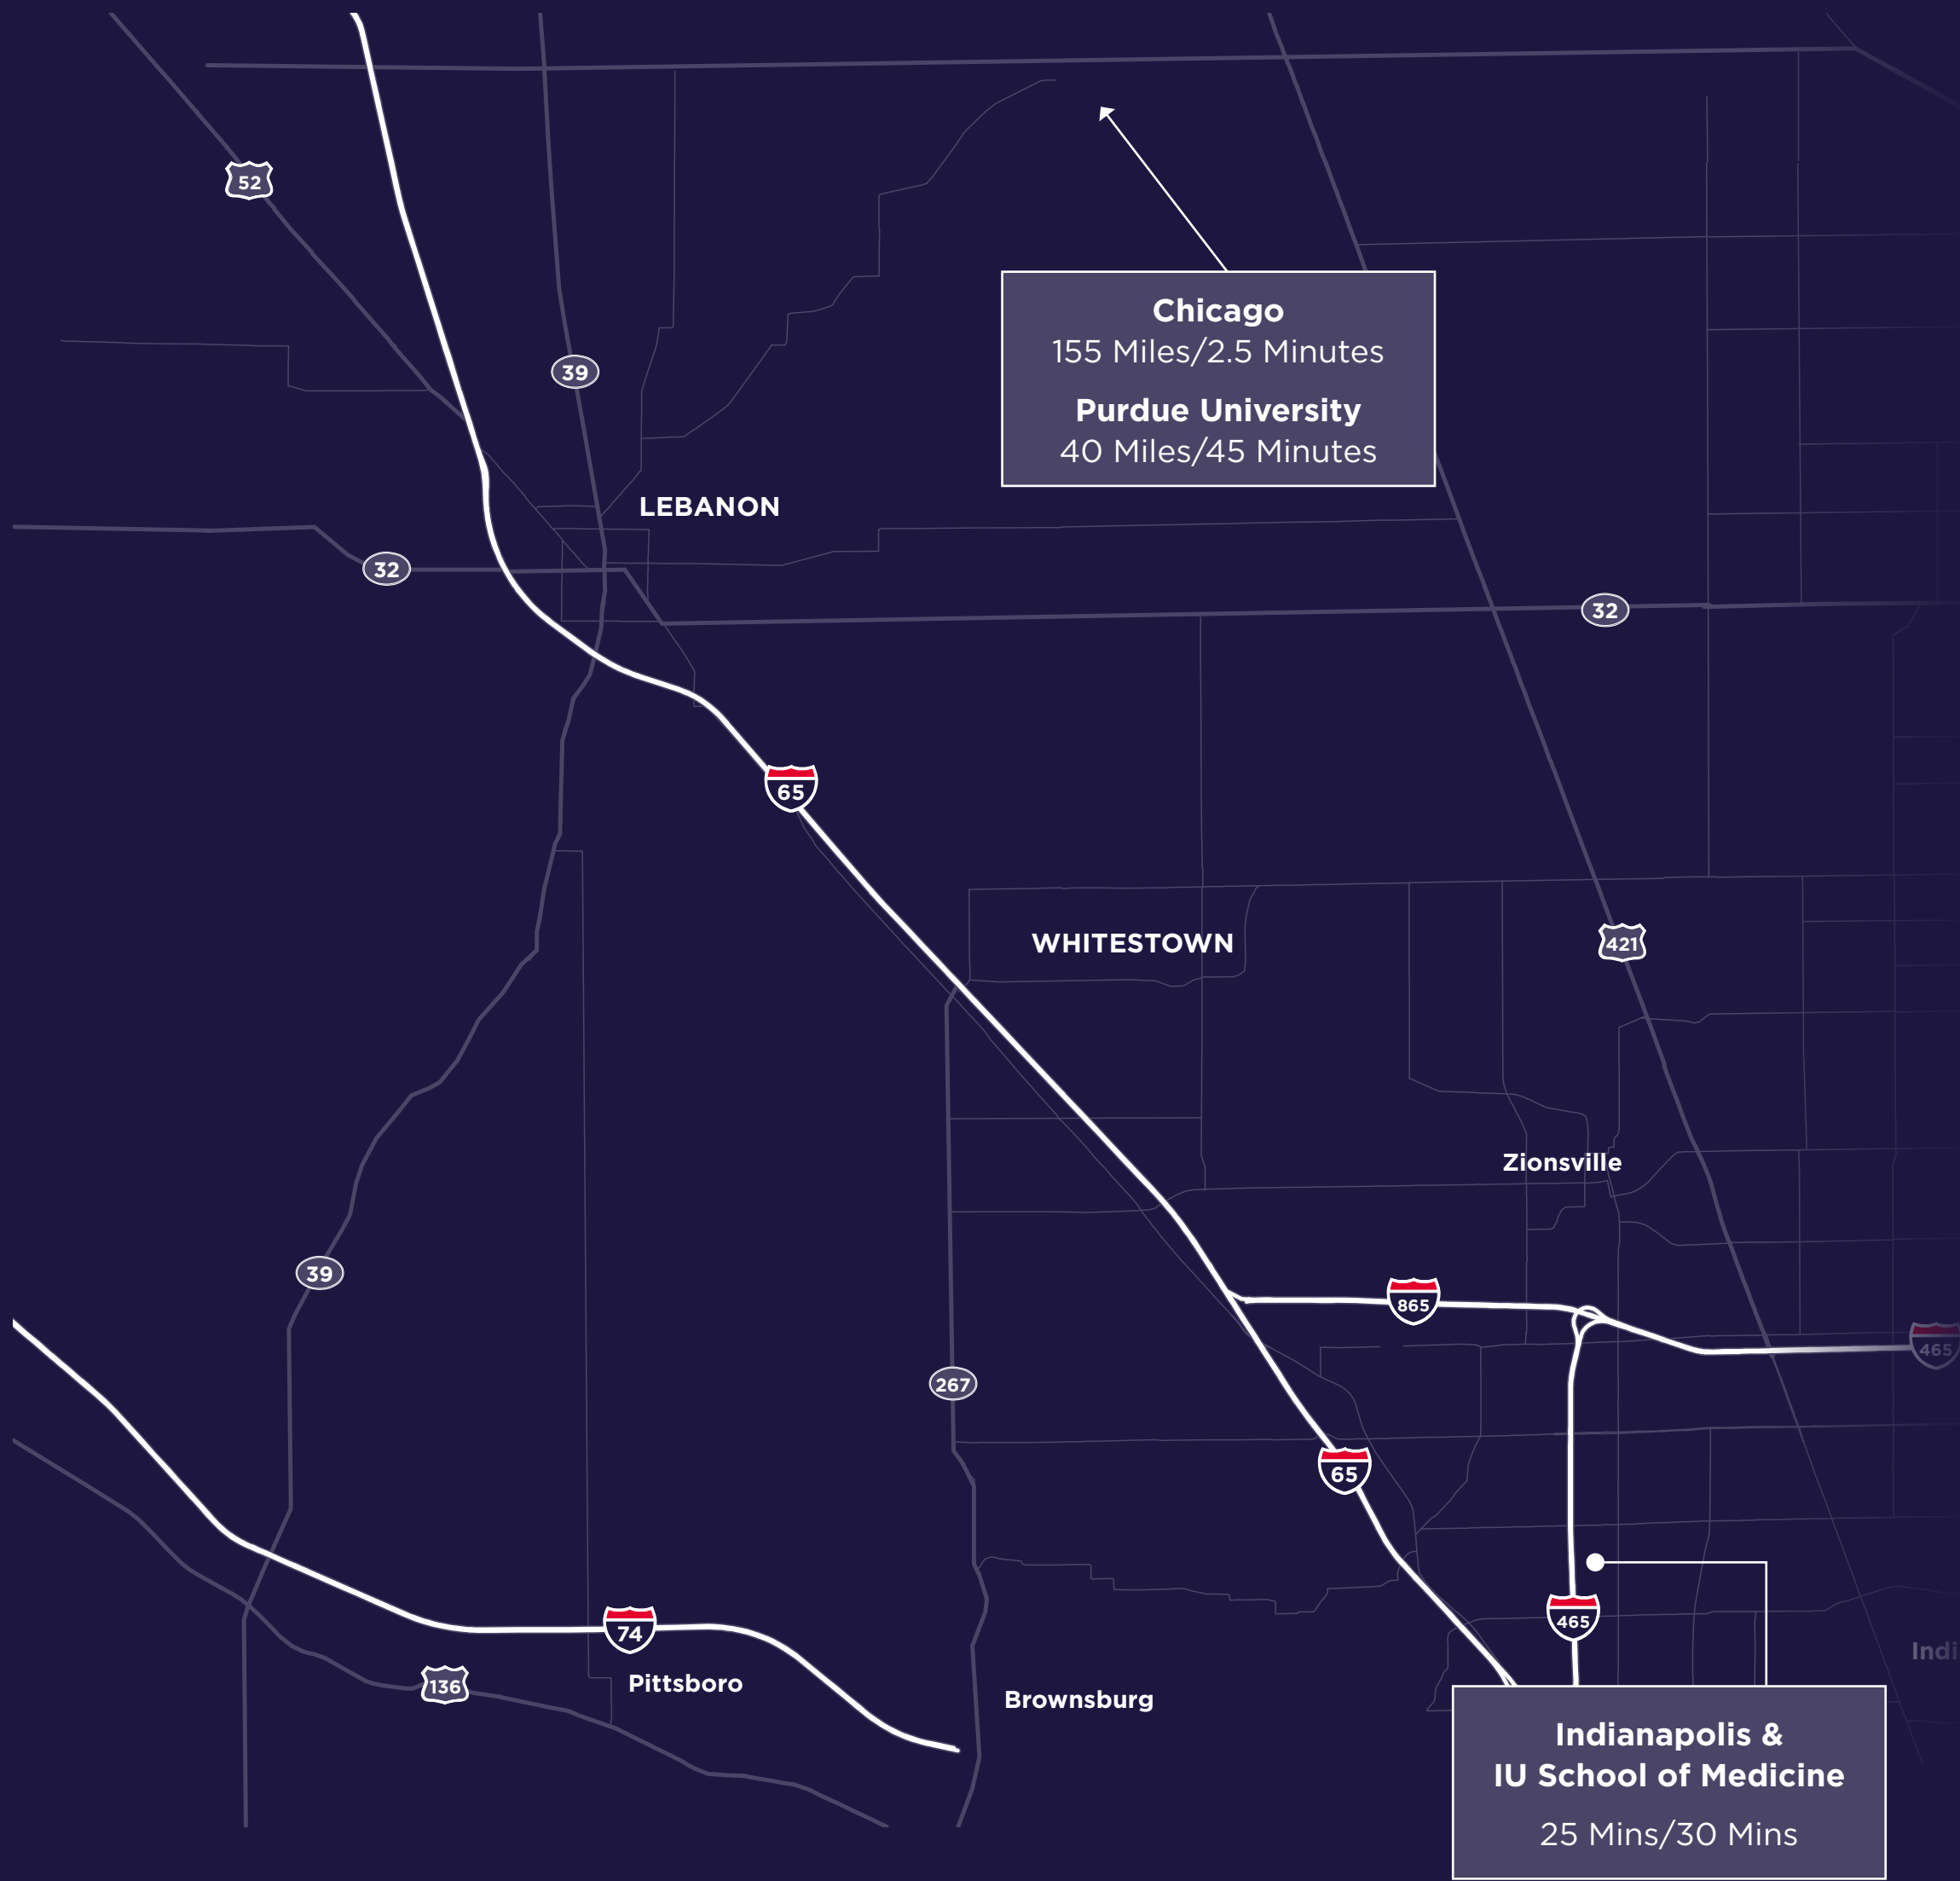 52
Chicago
155 Miles/2.5 Minutes
Purdue University
40 Miles/45 Minutes
39
LEBANON
32
32
65
WHITESTOWN
421
Zionsville
39
865
465
267
65
465
74
Indi
Pittsboro
136
Brownsburg
Indianapolis &
IU School of Medicine
25 Mins/30 Mins